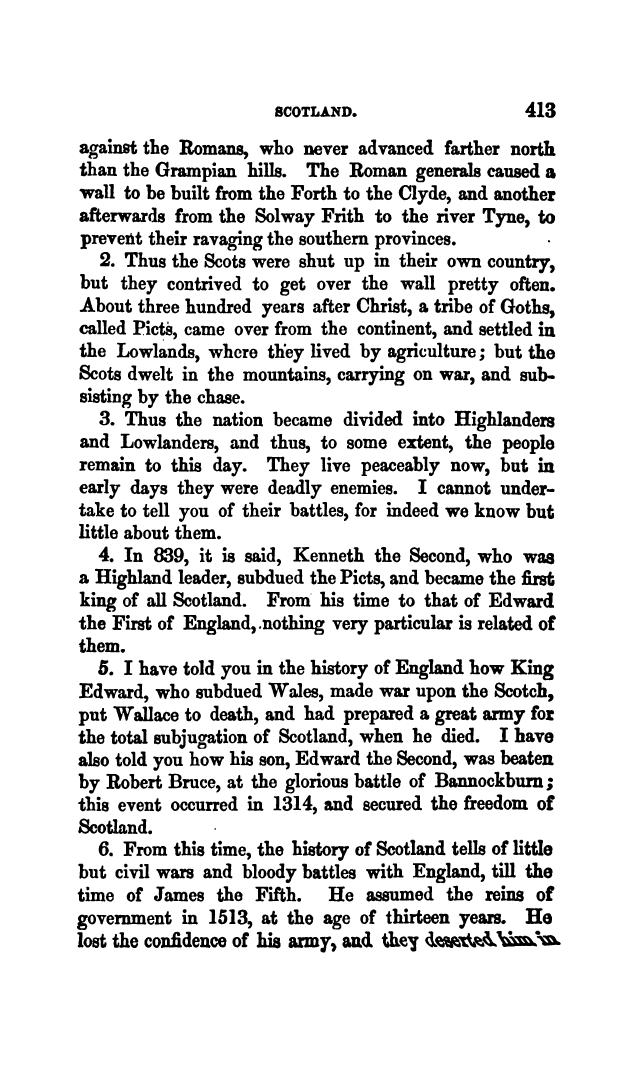 SCOTLAND. 413
against the Romans, who never advanced farther north
than the Grampian hills. The Roman generals caused a
wall to be built from the Forth to the Clyde, and another
afterwards from the Solway Frith to the river Tyne, to
prevent their ravaging the southern provinces.
2. Thus the Scots were shut up in their own country,
but they contrived to get over the wall pretty often.
About three hundred years after Christ, a tribe of Goths,
called Picts, came over from the continent, and settled in
the Lowlands, where they lived by agriculture; but the
Scots dwelt in the mountains, carrying on war, and sub-
sisting by the chase.
3. Thus the nation became divided into Highlanders
and Lowlanders, and thus, to some extent, the people
remain to this day. They live peaceably now, but in
early days they were deadly enemies. I cannot under-
take to tell you of their battles, for indeed we know but
little about them.
4. In 839, it is said, Kenneth the Second, who was
a Highland leader, subdued the Picts, and became the first
king of all Scotland. From his time to that of Edward
the First of England, nothing very particular is related of
them.
5. I have told you in the history of England how King
Edward, who subdued Wales, made war upon the Scotch,
put Wallace to death, and had prepared a great army for
the total subjugation of Scotland, when he died. I have
also told you how his son, Edward the Second, was beaten
by Robert Bruce, at the glorious battle of Bannockburn;
this event occurred in 1314, and secured the freedom of
Scotland.
6. From this time, the history of Scotland tells of little
but civil wars and bloody battles with England, till the
time of James the Fifth. He assumed the reins of
government in 1513, at the age of thirteen years. He
lost the confidence of his army, and they deserted him in